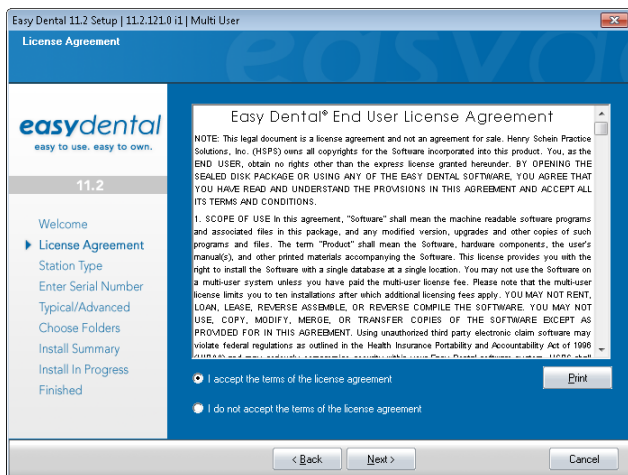 Easy Dental 11.2 Setup | 11.2.121.0 i1 | Multi User
License Agreement
easydental
easy to use. easy to own.
11.2
Welcome
License Agreement
Station Type
Enter Serial Number
Typical/Advanced
Choose Folders
Install Summary
Install In Progress
Finished
Easy Dental® End User License Agreement
NOTE: This legal document is a license agreement and not an agreement for sale. Henry Schein Practice
Solutions, Inc. (HSPS) owns all copyrights for the Software incorporated into this product. You, as the
END USER, obtain no rights other than the express license granted hereunder. BY OPENING THE
SEALED DISK PACKAGE OR USING ANY OF THE EASY DENTAL SOFTWARE, YOU AGREE THAT
YOU HAVE READ AND UNDERSTAND THE PROVISIONS IN THIS AGREEMENT AND ACCEPT ALL
ITS TERMS AND CONDITIONS.
1. SCOPE OF USE In this agreement, "Software" shall mean the machine readable software programs
and associated files in this package, and any modified version, upgrades and other copies of such
programs and files. The term "Product" shall mean the Software, hardware components, the user's
manual(s), and other printed materials accompanying the Software. This license provides you with the
right to install the Software with a single database at a single location. You may not use the Software on
a multi-user system unless you have paid the multi-user license fee. Please note that the multi-user
license limits you to ten installations after which additional licensing fees apply. YOU MAY NOT RENT,
LOAN, LEASE, REVERSE ASSEMBLE, OR REVERSE COMPILE THE SOFTWARE. YOU MAY NOT
USE, COPY, MODIFY, MERGE, OR TRANSFER COPIES OF THE SOFTWARE EXCEPT AS
PROVIDED FOR IN THIS AGREEMENT. Using unauthorized third party electronic claim software may
violate federal regulations as outlined in the Health Insurance Portability and Accountability Act of 1996
I accept the terms of the license agreement
Print
I do not accept the terms of the license agreement
< Back
Next >
Cancel